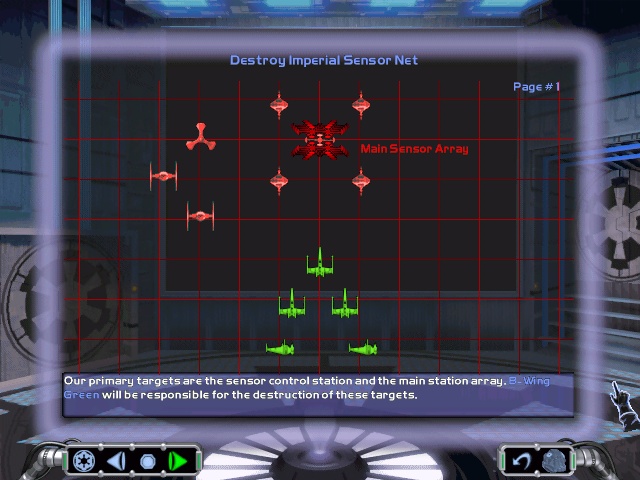 Destroy Imperial Sensor Net
Page #1
Main Sensor Array
Our primary targets are the sensor control station and the main station array. B-Wing
Green will be responsible for the destruction of these targets.